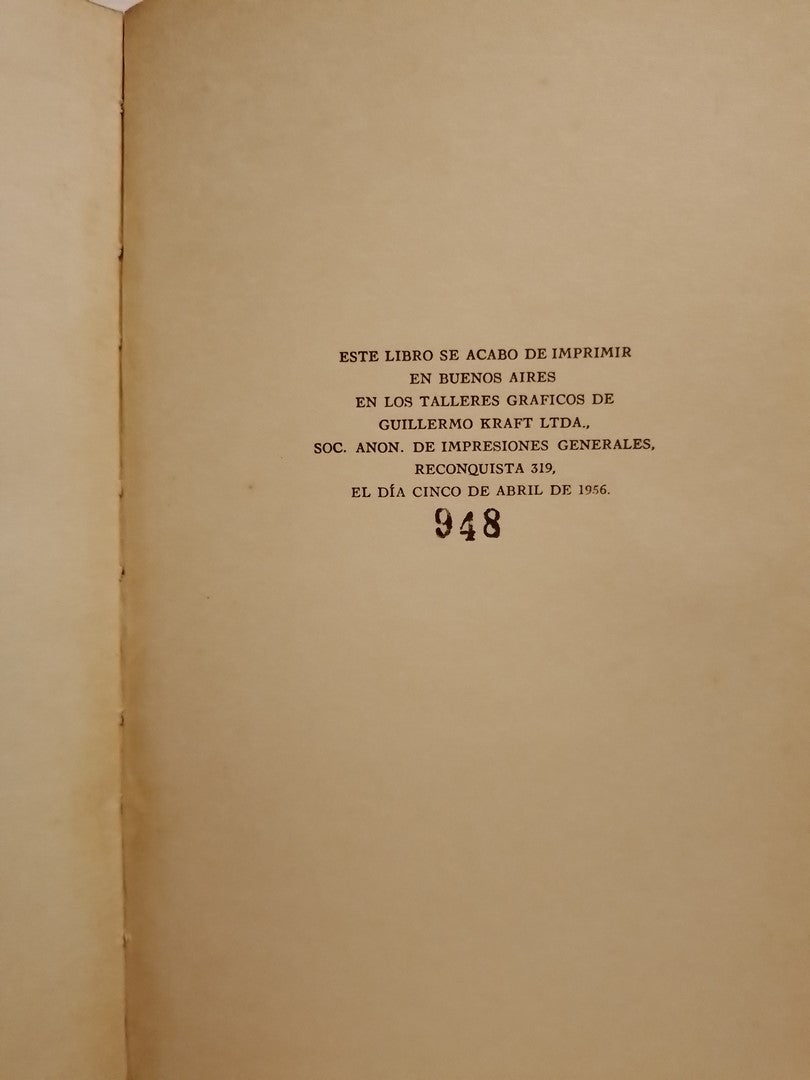 ESTE LIBRO SE ACABO DE IMPRIMIR
EN BUENOS AIRES
EN LOS TALLERES GRAFICOS DE
GUILLERMO KRAFT LTDA.,
SOC. ANON. DE IMPRESIONES GENERALES,
RECONQUISTA 319,
EL DÍA CINCO DE ABRIL DE 1956.
948